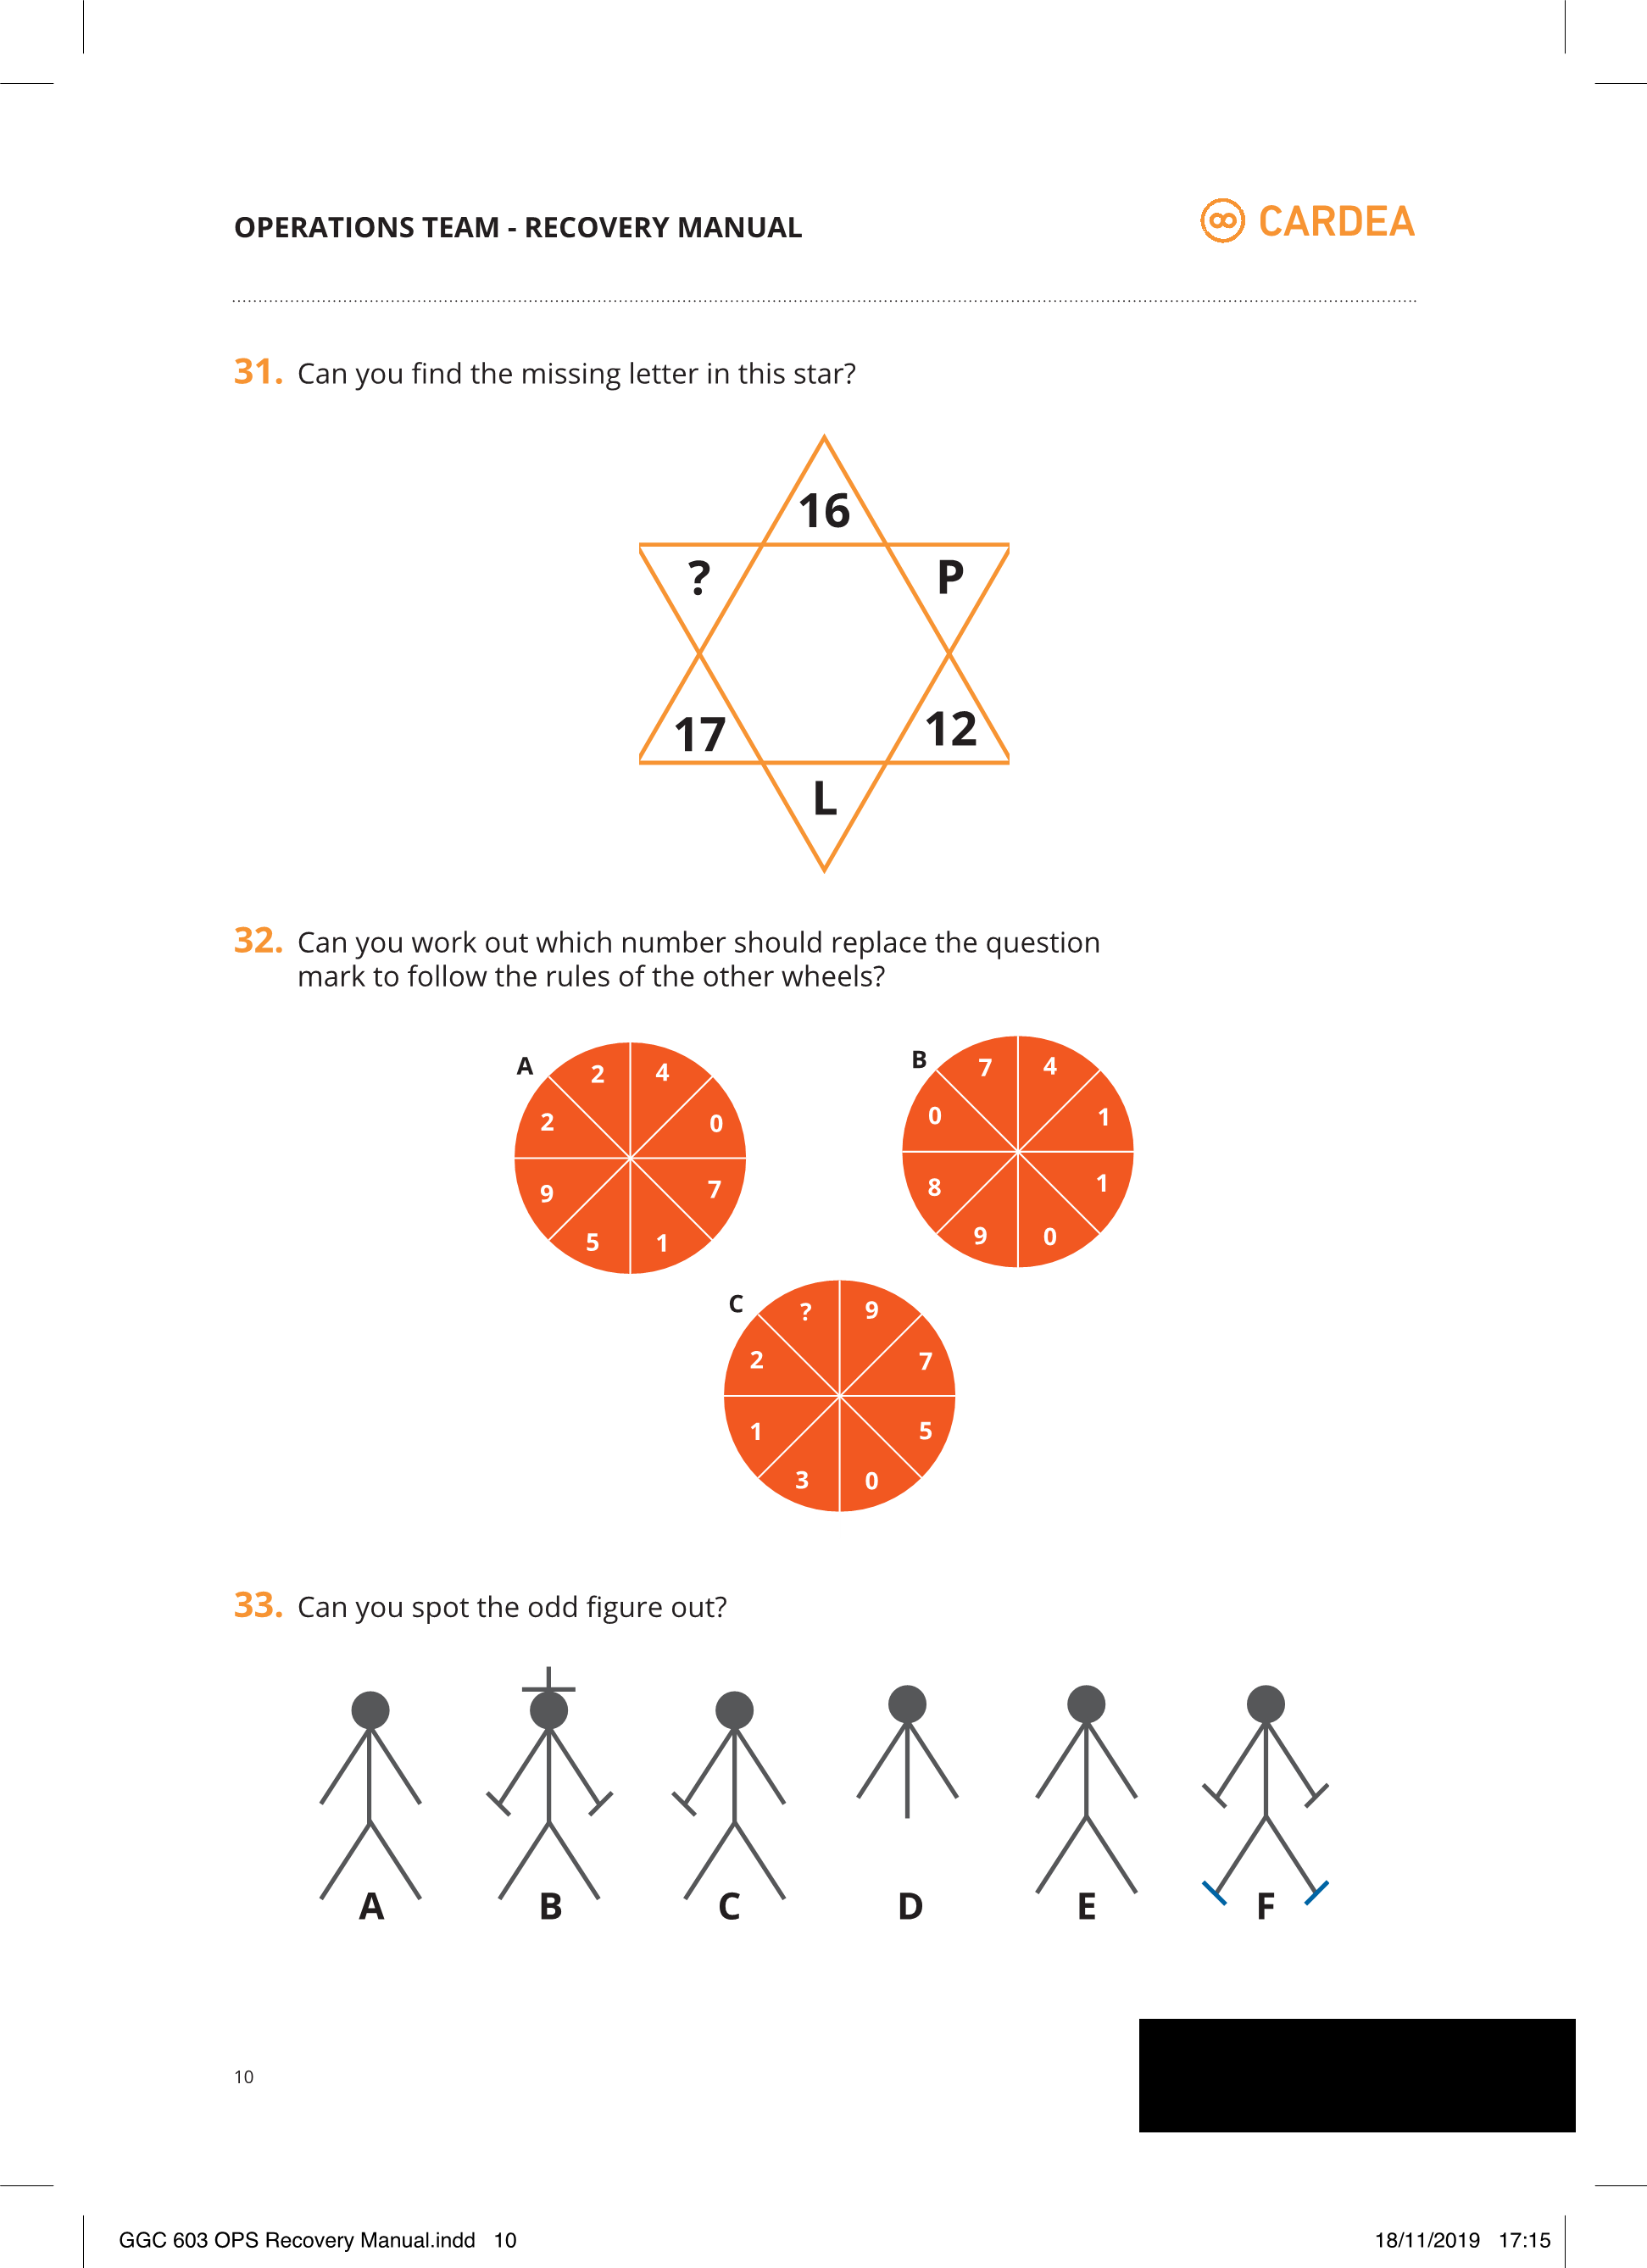 OPERATIONS TEAM - RECOVERY MANUAL
CARDEA
31. Can you find the missing letter in this star?
16
? P
17 12
L
32. Can you work out which number should replace the question
mark to follow the rules of the other wheels?
A
2 4
2 0
9 7
5 1
B
7 4
0 1
8 1
9 0
C
? 9
2 7
1 5
3 0
33. Can you spot the odd figure out?
A B C D E F
10
GGC 603 OPS Recovery Manual.indd 10
18/11/2019 17:15